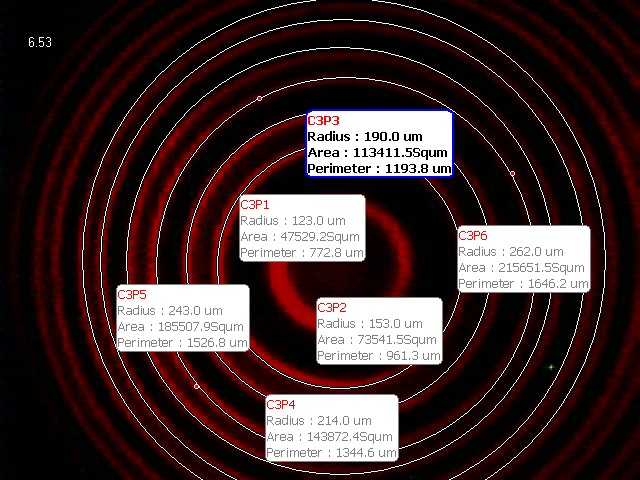 6.53
C3P3
Radius : 190.0 um
Area : 113411.5Squm
Perimeter : 1193.8 um
C3P1
Radius : 123.0 um
Area : 47529.2Squm
Perimeter : 772.8 um
C3P6
Radius : 262.0 um
Area : 215651.5Squm
Perimeter : 1646.2 um
C3P5
Radius : 243.0 um
Area : 185507.9Squm
Perimeter : 1526.8 um
C3P2
Radius : 153.0 um
Area : 73541.5Squm
Perimeter : 961.3 um
C3P4
Radius : 214.0 um
Area : 143872.4Squm
Perimeter : 1344.6 um